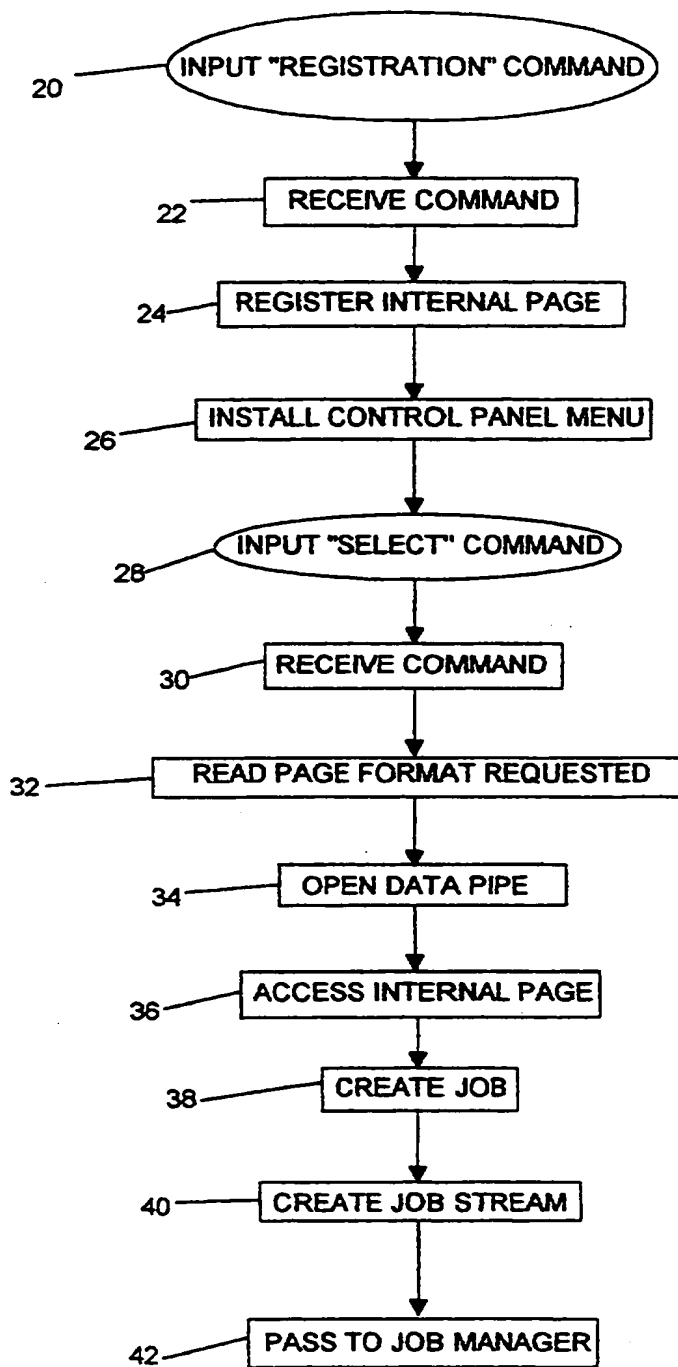 INPUT "REGISTRATION" COMMAND
20
RECEIVE COMMAND
22
REGISTER INTERNAL PAGE
24
INSTALL CONTROL PANEL MENU
26
INPUT "SELECT" COMMAND
28
RECEIVE COMMAND
30
READ PAGE FORMAT REQUESTED
32
OPEN DATA PIPE
34
ACCESS INTERNAL PAGE
36
CREATE JOB
38
CREATE JOB STREAM
40
PASS TO JOB MANAGER
42